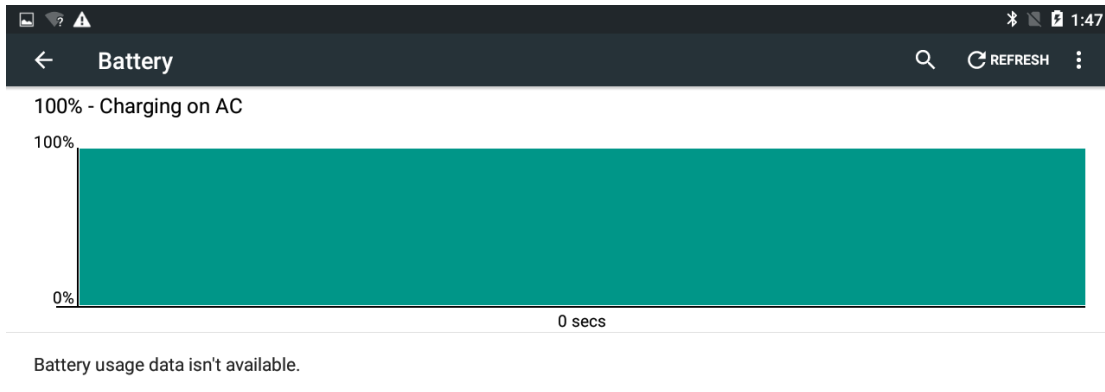 1:47
Battery
REFRESH
100% - Charging on AC
100%
0%
0 secs
Battery usage data isn't available.